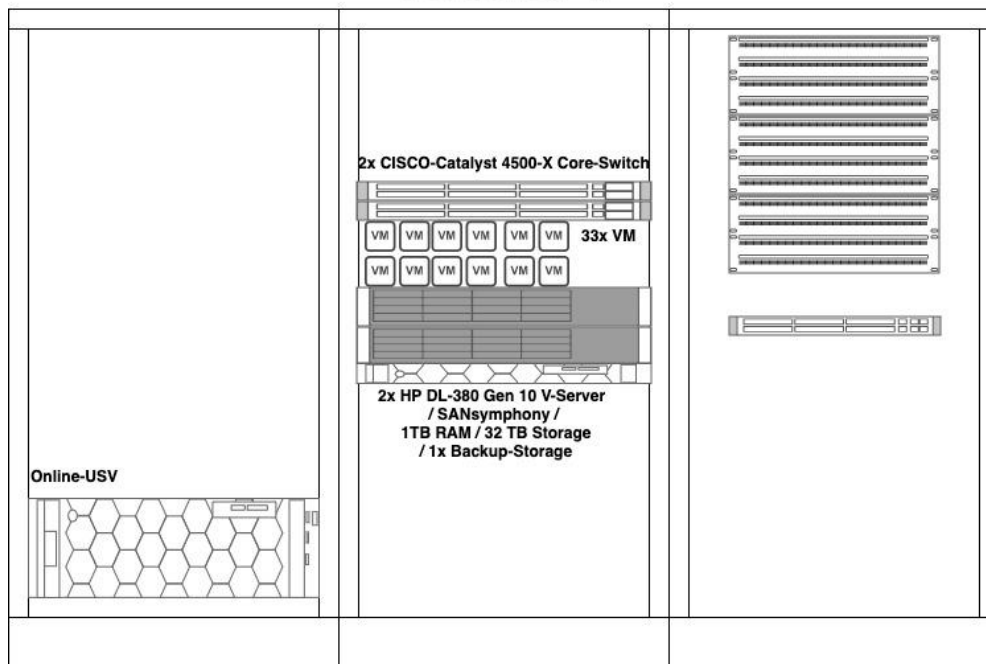 2x CISCO-Catalyst 4500-X Core-Switch
VM VM VM VM VM VM 33x VM
VM VM VM VM VM VM
2x HP DL-380 Gen 10 V-Server
/ SANsymphony /
1TB RAM / 32 TB Storage
/ 1x Backup-Storage
Online-USV